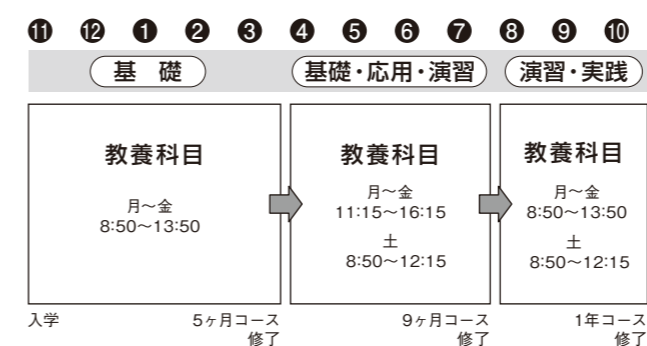 ⓫ ⓬ ❶ ❷ ❸ ❹ ❺ ❻ ❼ ❽ ❾ ❿
基 礎 基礎・応用・演習 演習・実践
教養科目
月〜金
8:50〜13:50
教養科目
月〜金
11:15〜16:15
土
8:50〜12:15
教養科目
月〜金
8:50〜13:50
土
8:50〜12:15
入学
5ヶ月コース
修了
9ヶ月コース
修了
1年コース
修了